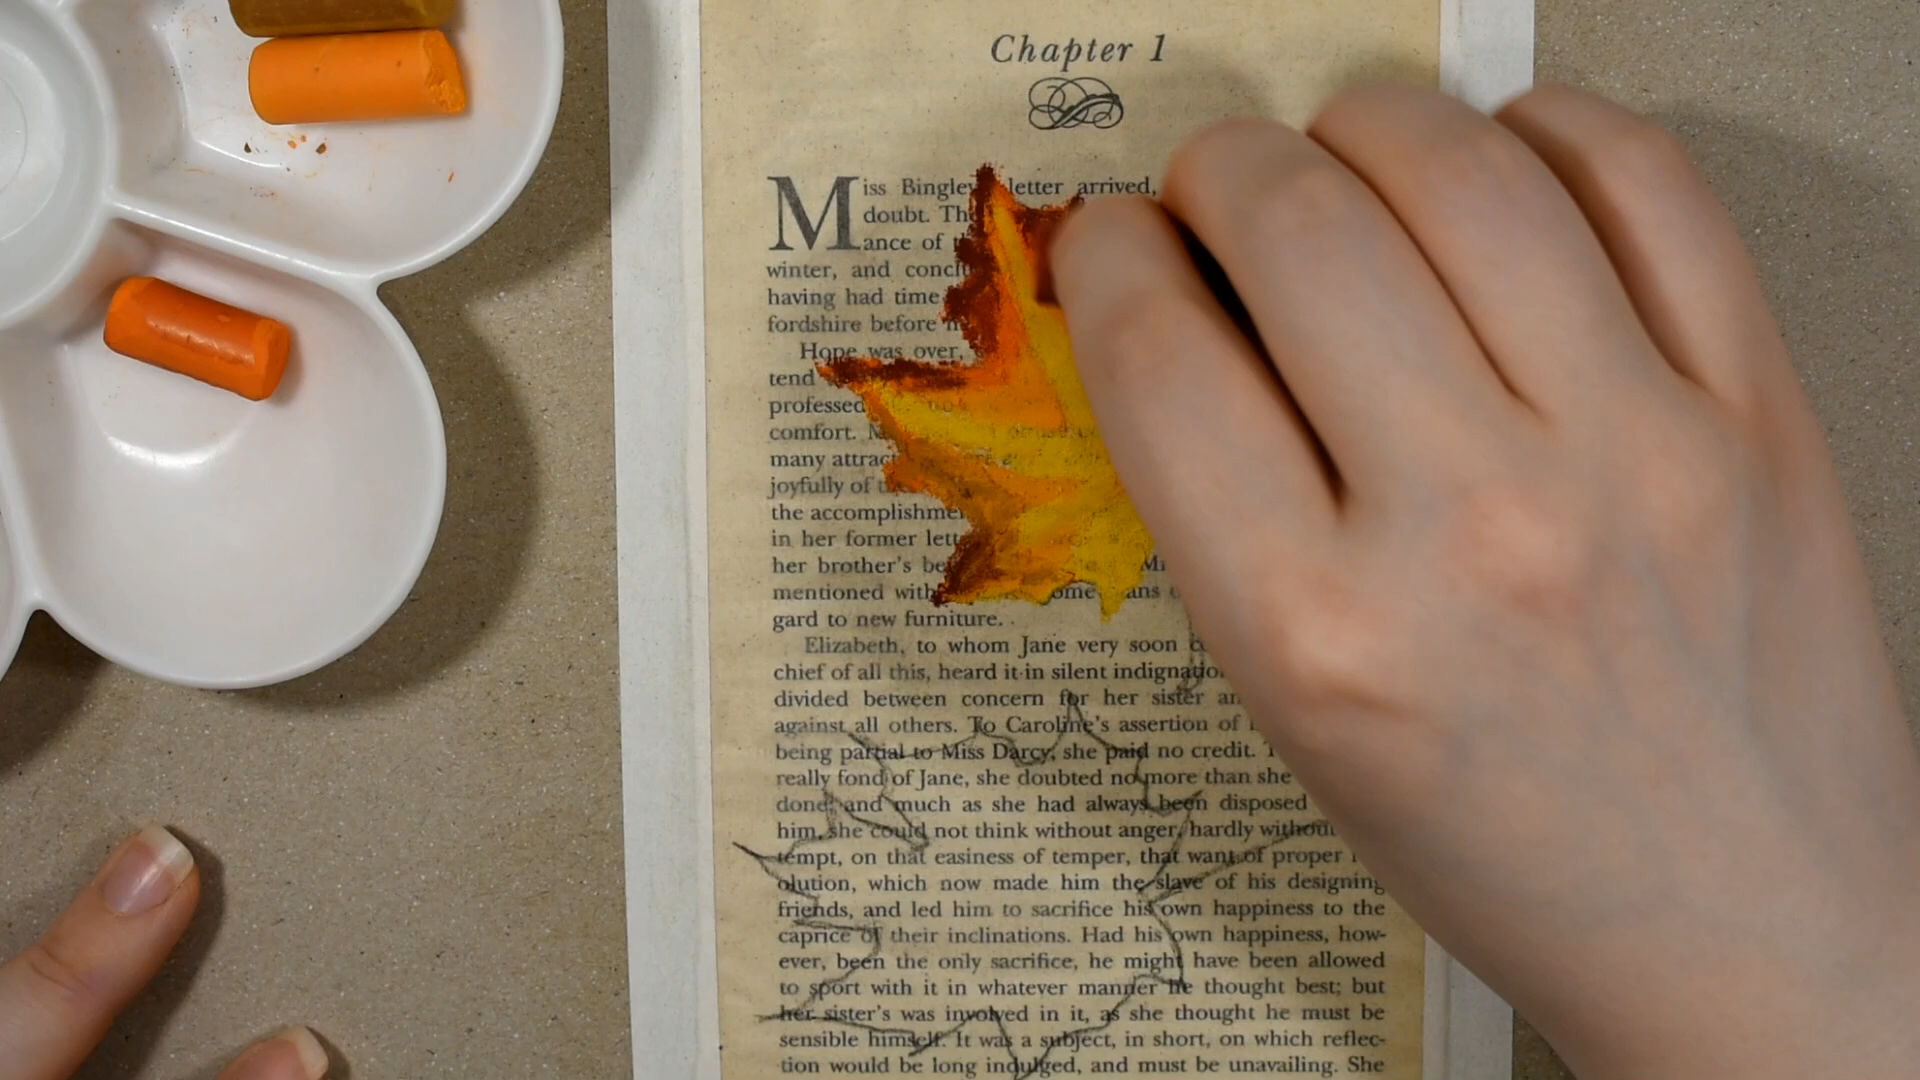 Chapter 1
Miss Bingley letter arrived,
doubt. Th
ance of
winter, and concl
having had time
fordshire before
Hope was over,
tend
professed
comfort.
many attrac
joyfully of
the accomplishme
in her former lett
her brother's be
mentioned with
gard to new furniture.
Elizabeth, to whom Jane very soon
chief of all this, heard it in silent indignatio
divided between concern for her sister an
against all others. To Caroline's assertion of
being partial to Miss Darcy, she paid no credit.
really fond of Jane, she doubted no more than she
done; and much as she had always been disposed
him, she could not think without anger, hardly without
tempt, on that easiness of temper, that want of proper
olution, which now made him the slave of his designing
friends, and led him to sacrifice his own happiness to the
caprice of their inclinations. Had his own happiness, how-
ever, been the only sacrifice, he might have been allowed
to sport with it in whatever manner he thought best; but
her sister's was involved in it, as she thought he must be
sensible himself. It was a subject, in short, on which reflec-
tion would be long indulged, and must be unavailing. She